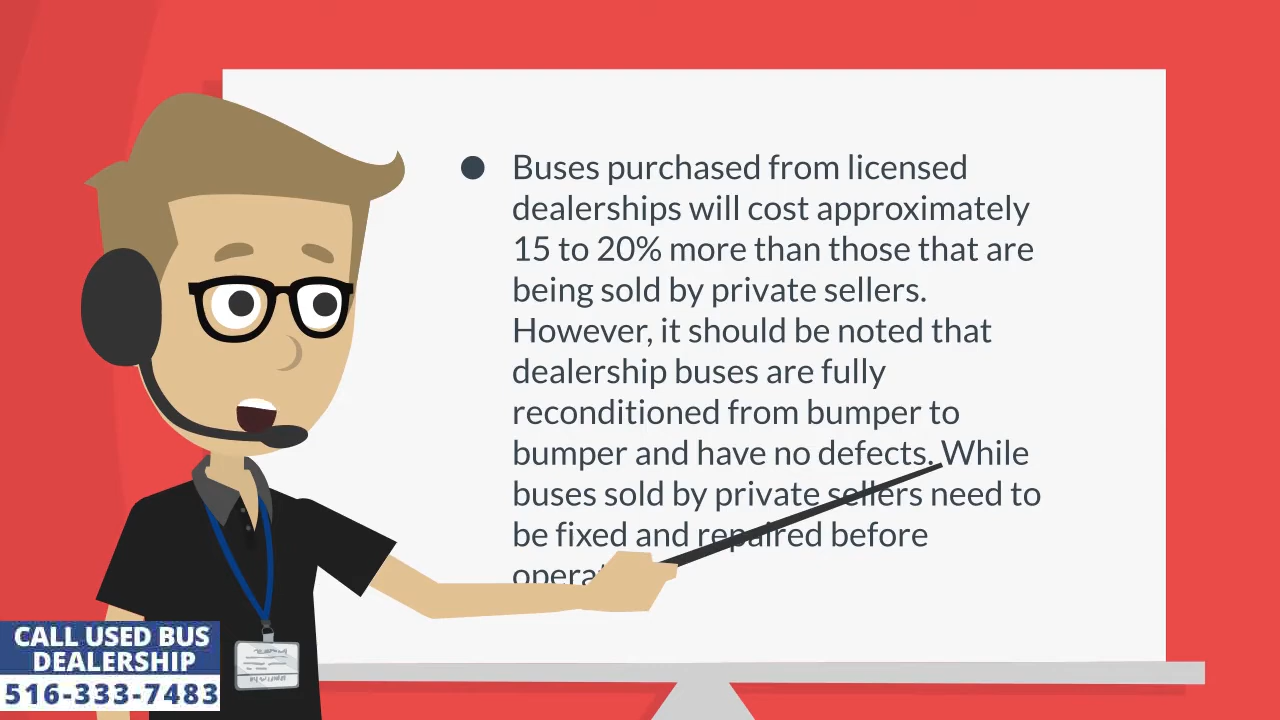 Buses purchased from licensed
dealerships will cost approximately
15 to 20% more than those that are
being sold by private sellers.
However, it should be noted that
dealership buses are fully
reconditioned from bumper to
bumper and have no defects. While
buses sold by private sellers need to
be fixed and repaired before
CALL USED BUS
DEALERSHIP
516-333-7483